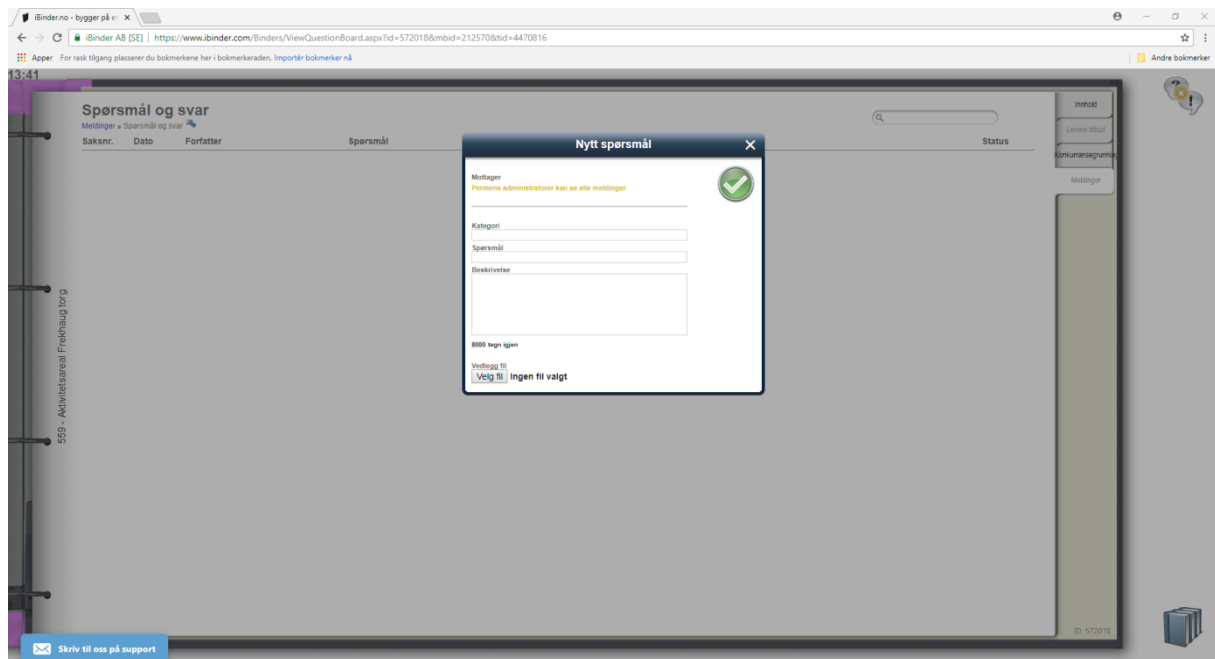 iBinder.no - bygger på e
iBinder AB [SE] | https://www.ibinder.com/Binders/ViewQuestionBoard.aspx?id=572018&mbid=212570&tid=4470816
Apper For rask tilgang plasserer du bokmerkene her i bokmerkeraden. Importér bokmerker nå
Andre bokmerker
13:41
Spørsmål og svar
Meldinger » Spørsmål og svar
Saksnr. Dato Forfatter Spørsmål Status
Innhold
Levere tilbud
Konkurransegrunnlag
Meldinger
Nytt spørsmål
Mottager
Permens administratorer kan se alle meldinger
Kategori
Spørsmål
Beskrivelse
8000 tegn igjen
Vedlegg fil
Velg fil Ingen fil valgt
559 - Aktivitetsareal Frekhaug torg
ID: 572018
Skriv til oss på support